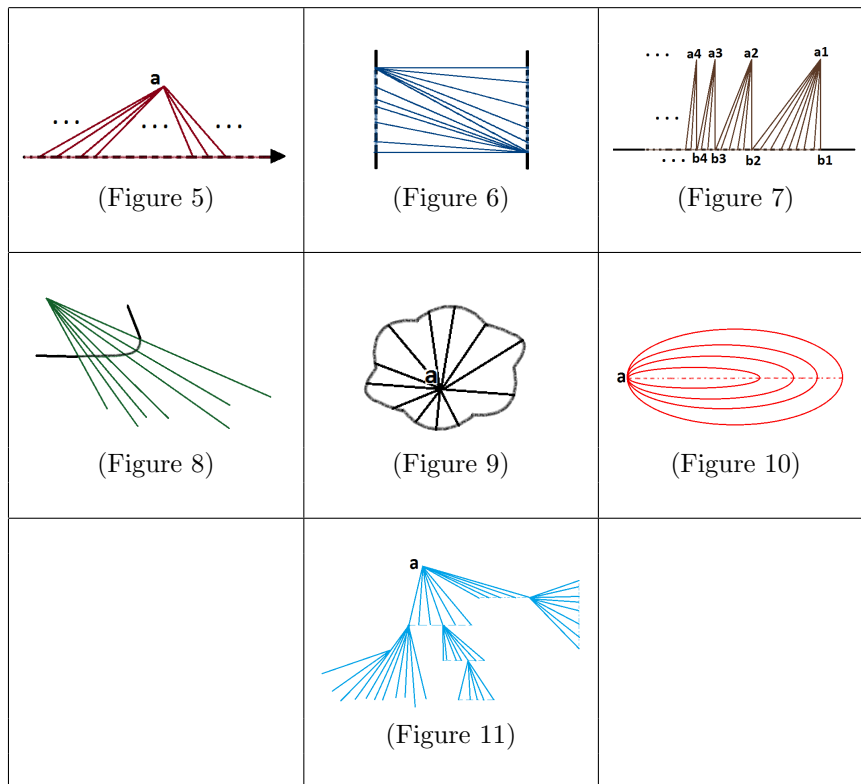 a
... ... ...
(Figure 5)
(Figure 6)
... a4 a3 a2 a1
...
... b4 b3 b2 b1
(Figure 7)
(Figure 8)
a
(Figure 9)
a
(Figure 10)
a
(Figure 11)